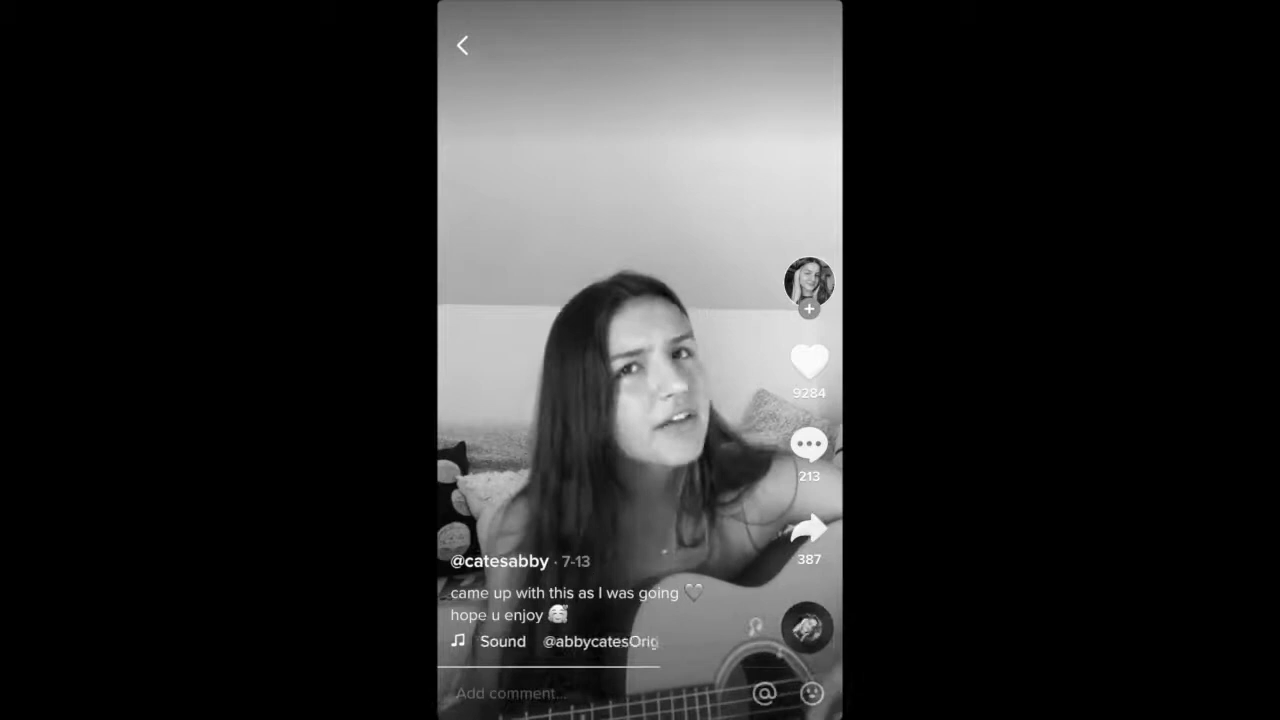 9284
213
387
@catesabby · 7-13
came up with this as I was going 🤍
hope u enjoy 🥰
Sound @abbycatesOrig
Add comment...